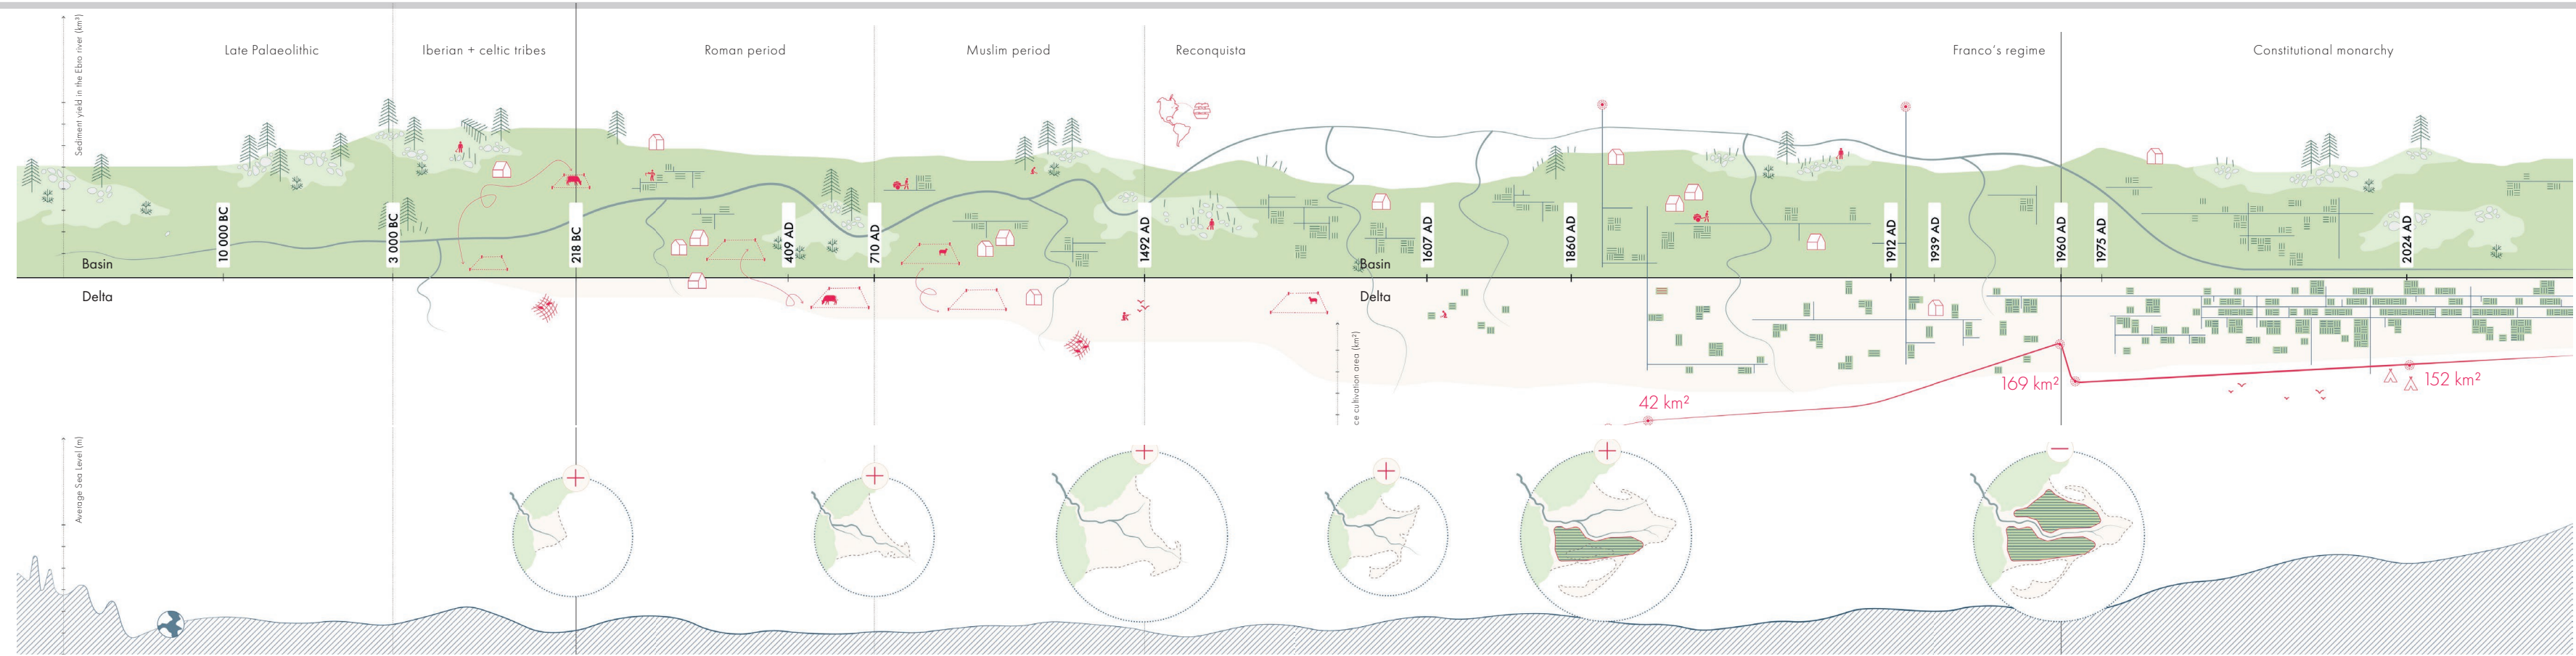 Sediment yield in the Ebro river (km³)
Late Palaeolithic
Iberian + celtic tribes
Roman period
Muslim period
Reconquista
Franco's regime
Constitutional monarchy
10 000 BC
3 000 BC
218 BC
409 AD
710 AD
1492 AD
1607 AD
1860 AD
1912 AD
1939 AD
1960 AD
1975 AD
2024 AD
Basin
Basin
Delta
Delta
ce cultivation area (km²)
42 km²
169 km²
152 km²
Average Sea Level (m)